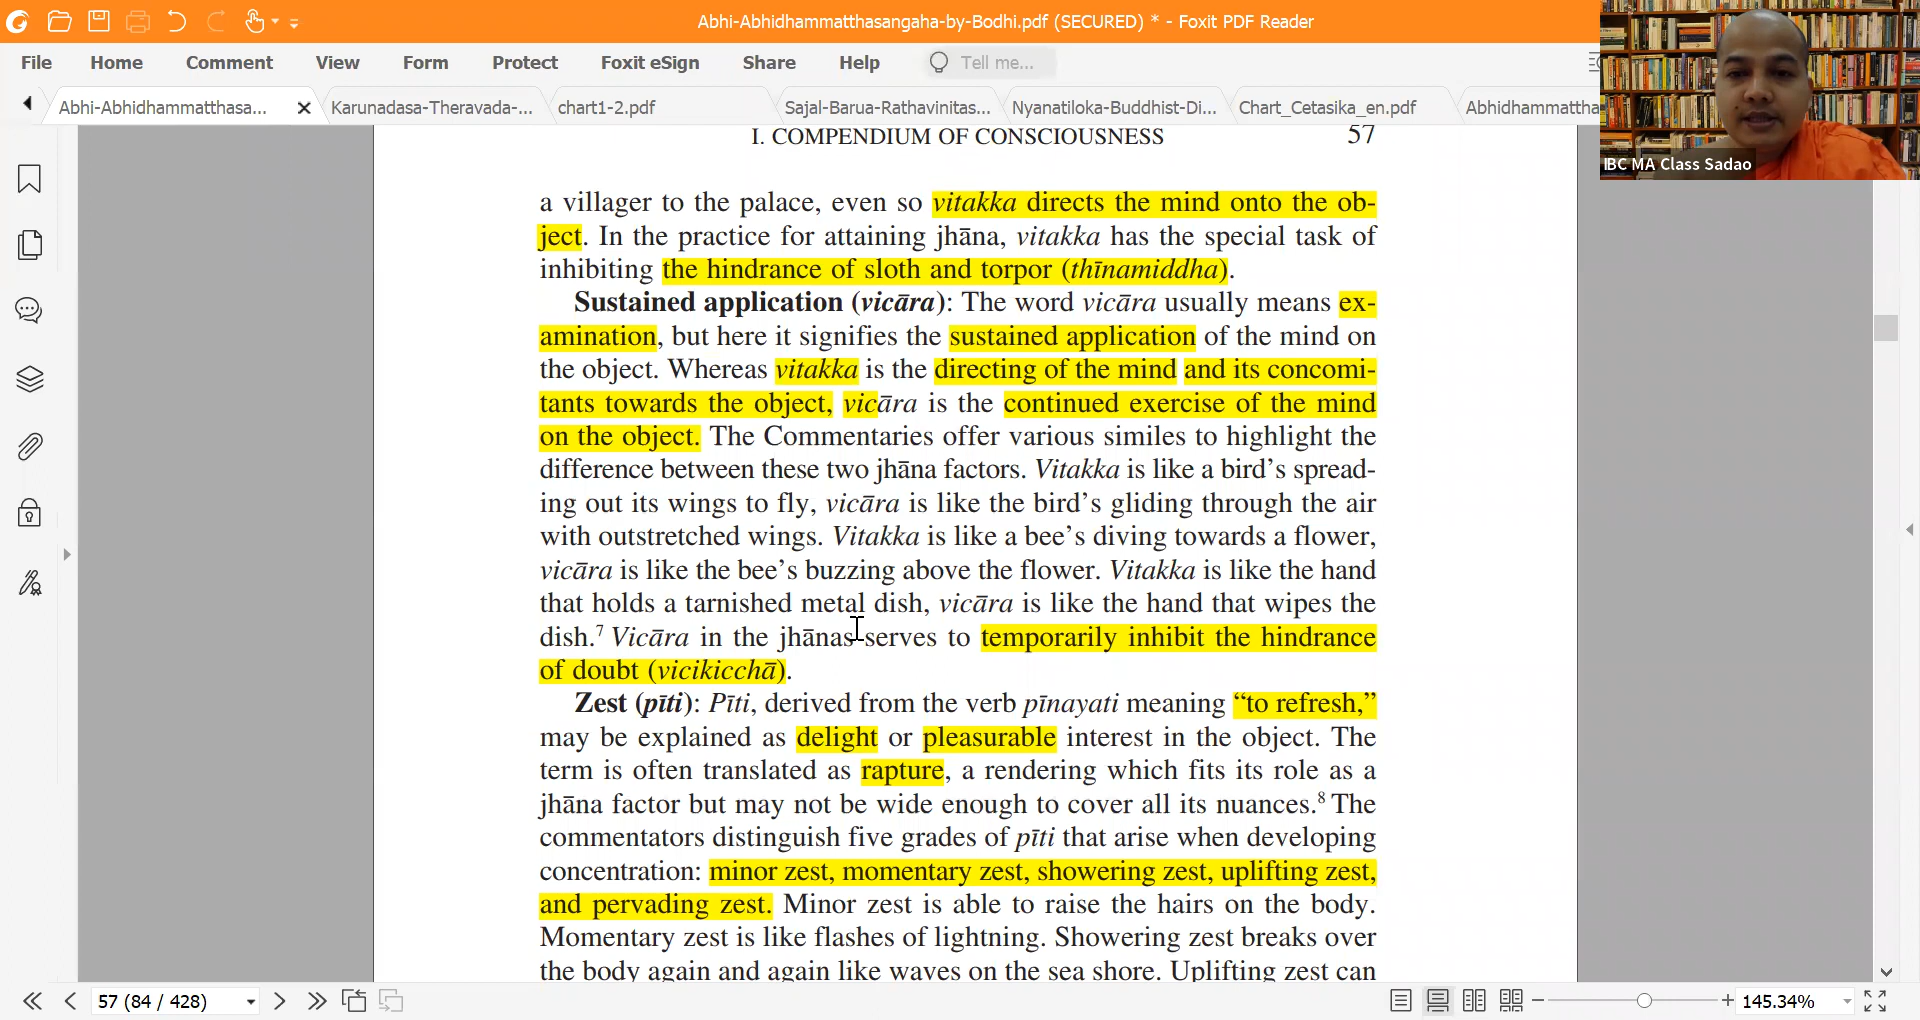 Abhi-Abhidhammatthasangaha-by-Bodhi.pdf (SECURED) * - Foxit PDF Reader
File Home Comment View Form Protect Foxit eSign Share Help Tell me...
Abhi-Abhidhammatthasa... Karunadasa-Theravada-... chart1-2.pdf Sajal-Barua-Rathavinitas... Nyanatiloka-Buddhist-Di... Chart_Cetasika_en.pdf Abhidhammattha
IBC MA Class Sadao
I. COMPENDIUM OF CONSCIOUSNESS 57
a villager to the palace, even so vitakka directs the mind onto the ob-
ject. In the practice for attaining jhāna, vitakka has the special task of
inhibiting the hindrance of sloth and torpor (thīnamiddha).
Sustained application (vicāra): The word vicāra usually means ex-
amination, but here it signifies the sustained application of the mind on
the object. Whereas vitakka is the directing of the mind and its concomi-
tants towards the object, vicāra is the continued exercise of the mind
on the object. The Commentaries offer various similes to highlight the
difference between these two jhāna factors. Vitakka is like a bird’s spread-
ing out its wings to fly, vicāra is like the bird’s gliding through the air
with outstretched wings. Vitakka is like a bee’s diving towards a flower,
vicāra is like the bee’s buzzing above the flower. Vitakka is like the hand
that holds a tarnished metal dish, vicāra is like the hand that wipes the
dish.7 Vicāra in the jhānas serves to temporarily inhibit the hindrance
of doubt (vicikicchā).
Zest (pīti): Pīti, derived from the verb pīnayati meaning “to refresh,”
may be explained as delight or pleasurable interest in the object. The
term is often translated as rapture, a rendering which fits its role as a
jhāna factor but may not be wide enough to cover all its nuances.8 The
commentators distinguish five grades of pīti that arise when developing
concentration: minor zest, momentary zest, showering zest, uplifting zest,
and pervading zest. Minor zest is able to raise the hairs on the body.
Momentary zest is like flashes of lightning. Showering zest breaks over
the body again and again like waves on the sea shore. Uplifting zest can
57 (84 / 428) 145.34%